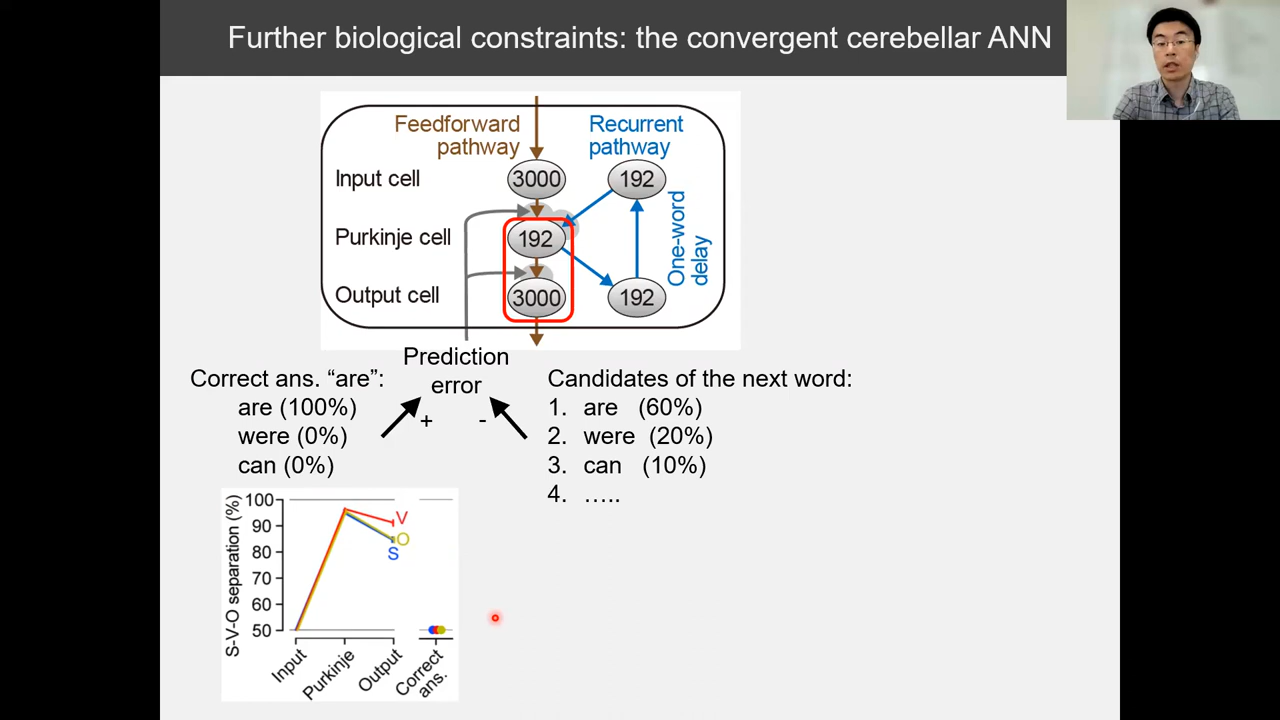 Further biological constraints: the convergent cerebellar ANN
Feedforward
pathway
Recurrent
pathway
Input cell
3000
192
Purkinje cell
192
One-word
delay
Output cell
3000
192
Prediction
error
+
-
Correct ans. “are”:
are (100%)
were (0%)
can (0%)
Candidates of the next word:
1. are (60%)
2. were (20%)
3. can (10%)
4. …..
S-V-O separation (%)
100
90
80
70
60
50
V
O
S
Input
Purkinje
Output
Correct
ans.